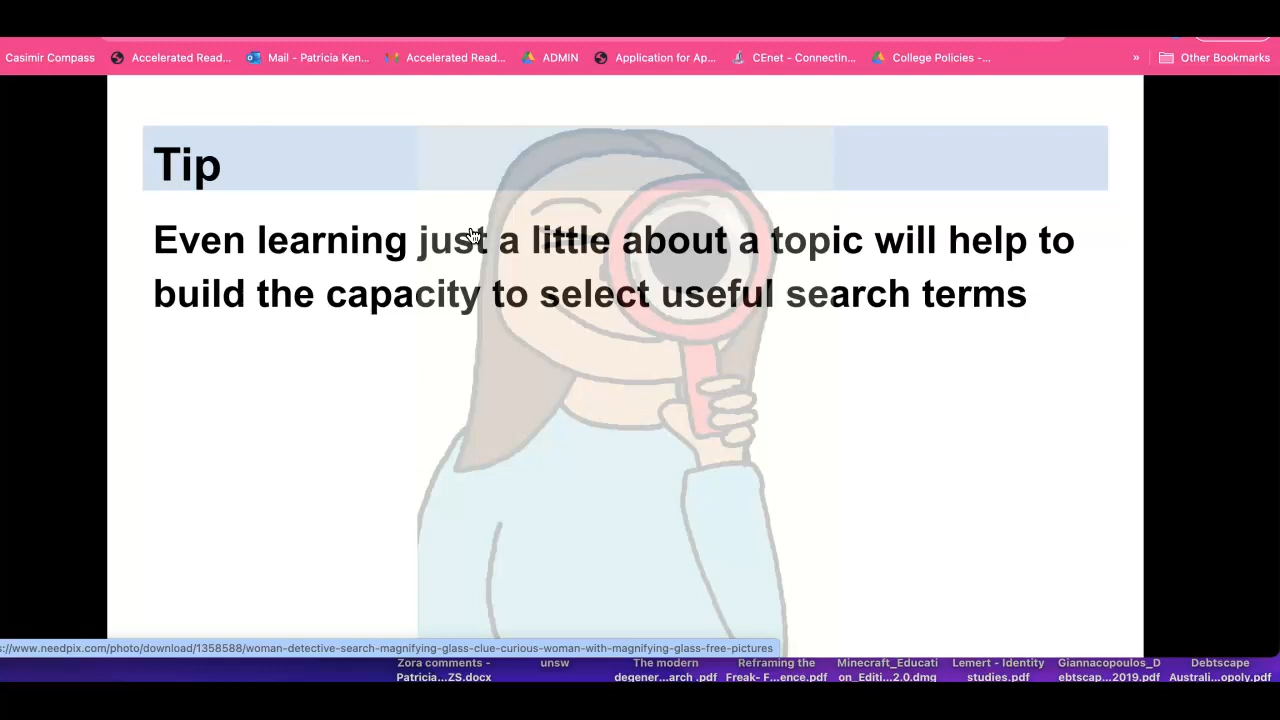 Casimir Compass Accelerated Read... Mail - Patricia Ken... Accelerated Read... ADMIN Application for Ap... CEnet - Connectin... College Policies -... » Other Bookmarks
Tip
Even learning just a little about a topic will help to
build the capacity to select useful search terms
s://www.needpix.com/photo/download/1358588/woman-detective-search-magnifying-glass-clue-curious-woman-with-magnifying-glass-free-pictures
Zora comments - unsw The modern Reframing the Minecraft_Educati Lemert - Identity Giannacopoulos_D Debtscape
Patricia...ZS.docx degener...arch .pdf Freak- F...ence.pdf on_Editi...2.0.dmg studies.pdf ebtscap...2019.pdf Australi...opoly.pdf